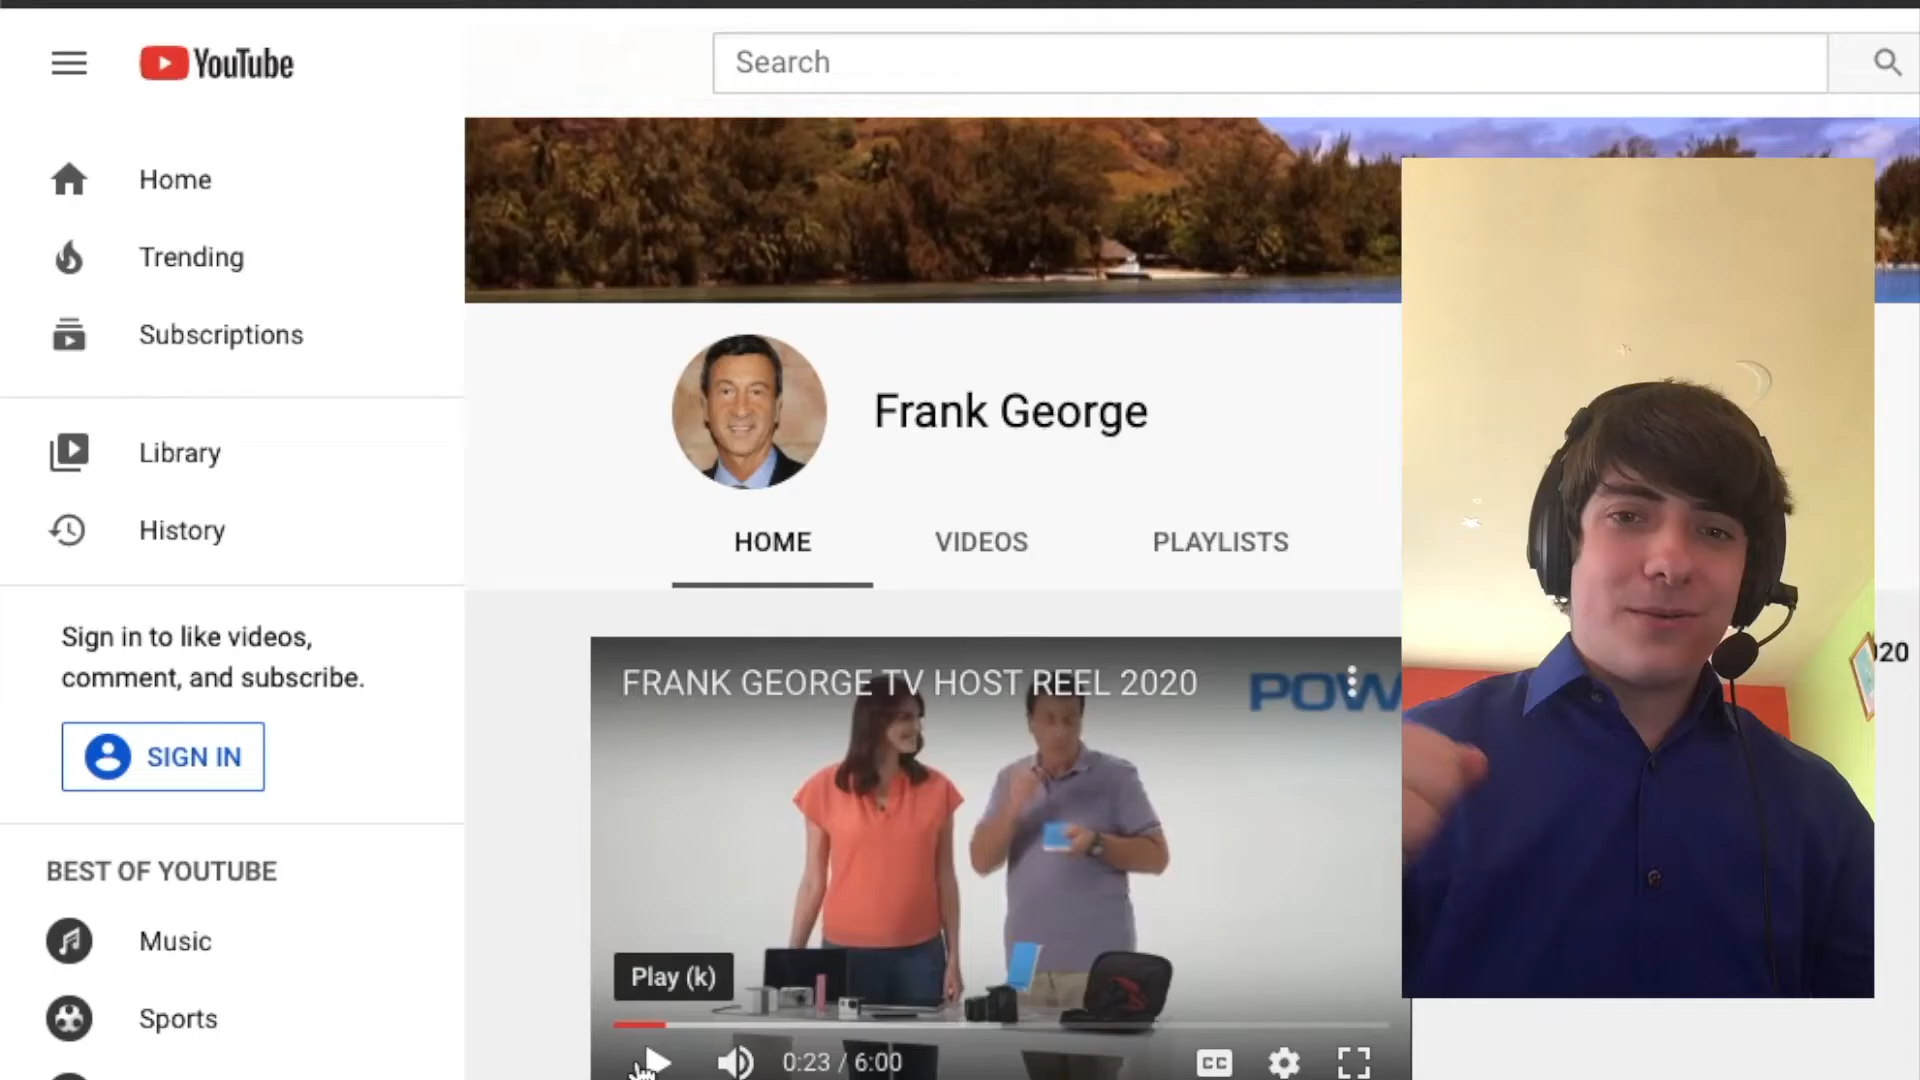 YouTube
Search
Home
Trending
Subscriptions
Library
History
Sign in to like videos,
comment, and subscribe.
SIGN IN
BEST OF YOUTUBE
Music
Sports
Frank George
HOME
VIDEOS
PLAYLISTS
FRANK GEORGE TV HOST REEL 2020
POW
20
Play (k)
0:23 / 6:00
CC